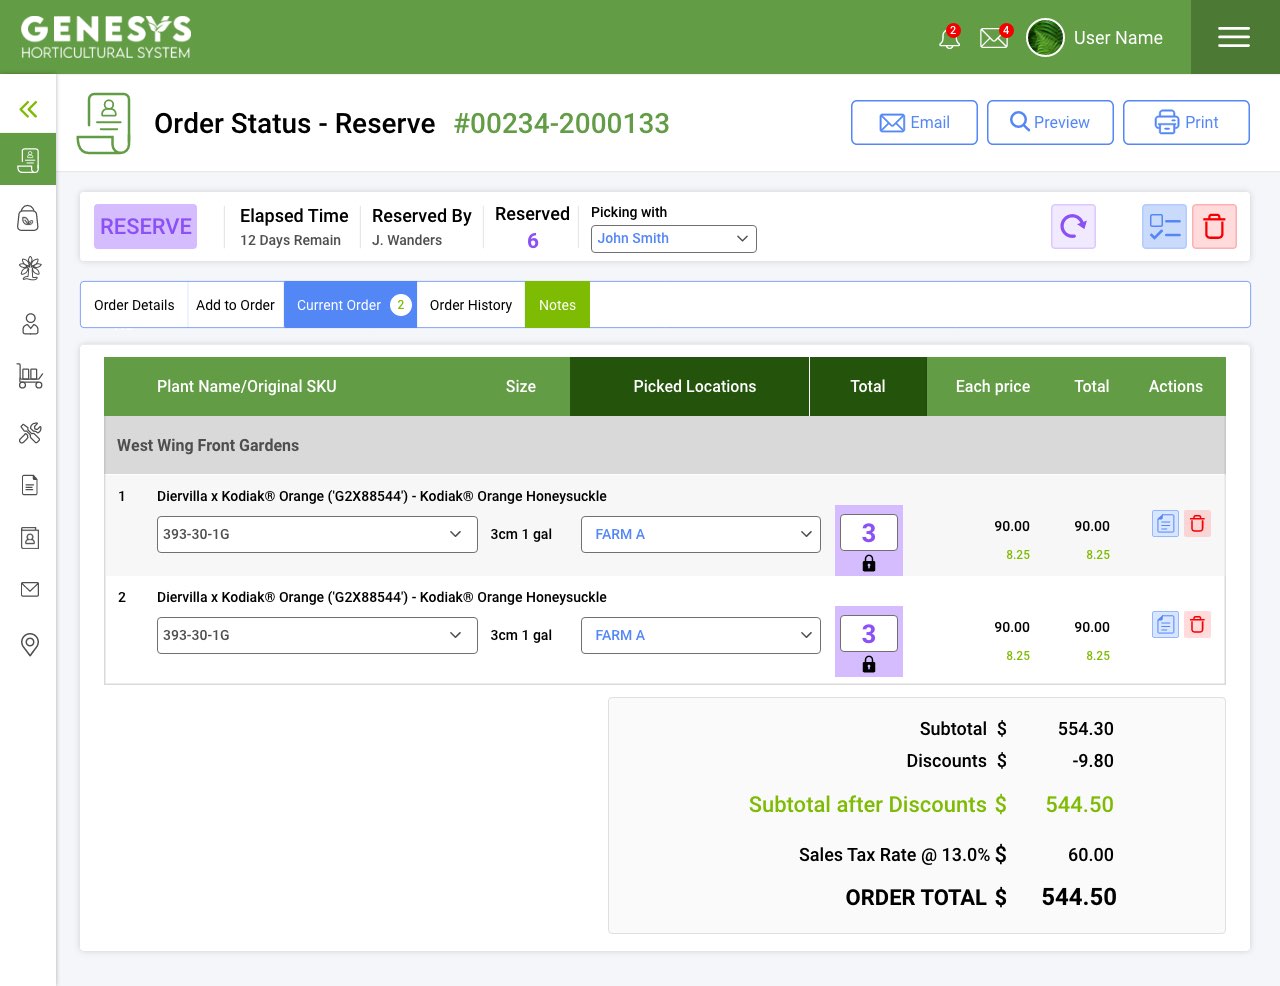 GENESYS
HORTICULTURAL SYSTEM
2
4
User Name
Order Status - Reserve #00234-2000133
Email
Preview
Print
RESERVE
Elapsed Time
12 Days Remain
Reserved By
J. Wanders
Reserved
6
Picking with
John Smith
Order Details
Add to Order
Current Order 2
Order History
Notes
Plant Name/Original SKU Size Picked Locations Total Each price Total Actions
West Wing Front Gardens
1 Diervilla x Kodiak® Orange ('G2X88544') - Kodiak® Orange Honeysuckle
393-30-1G 3cm 1 gal FARM A 3 90.00 90.00
8.25 8.25
2 Diervilla x Kodiak® Orange ('G2X88544') - Kodiak® Orange Honeysuckle
393-30-1G 3cm 1 gal FARM A 3 90.00 90.00
8.25 8.25
Subtotal $ 554.30
Discounts $ -9.80
Subtotal after Discounts $ 544.50
Sales Tax Rate @ 13.0% $ 60.00
ORDER TOTAL $ 544.50